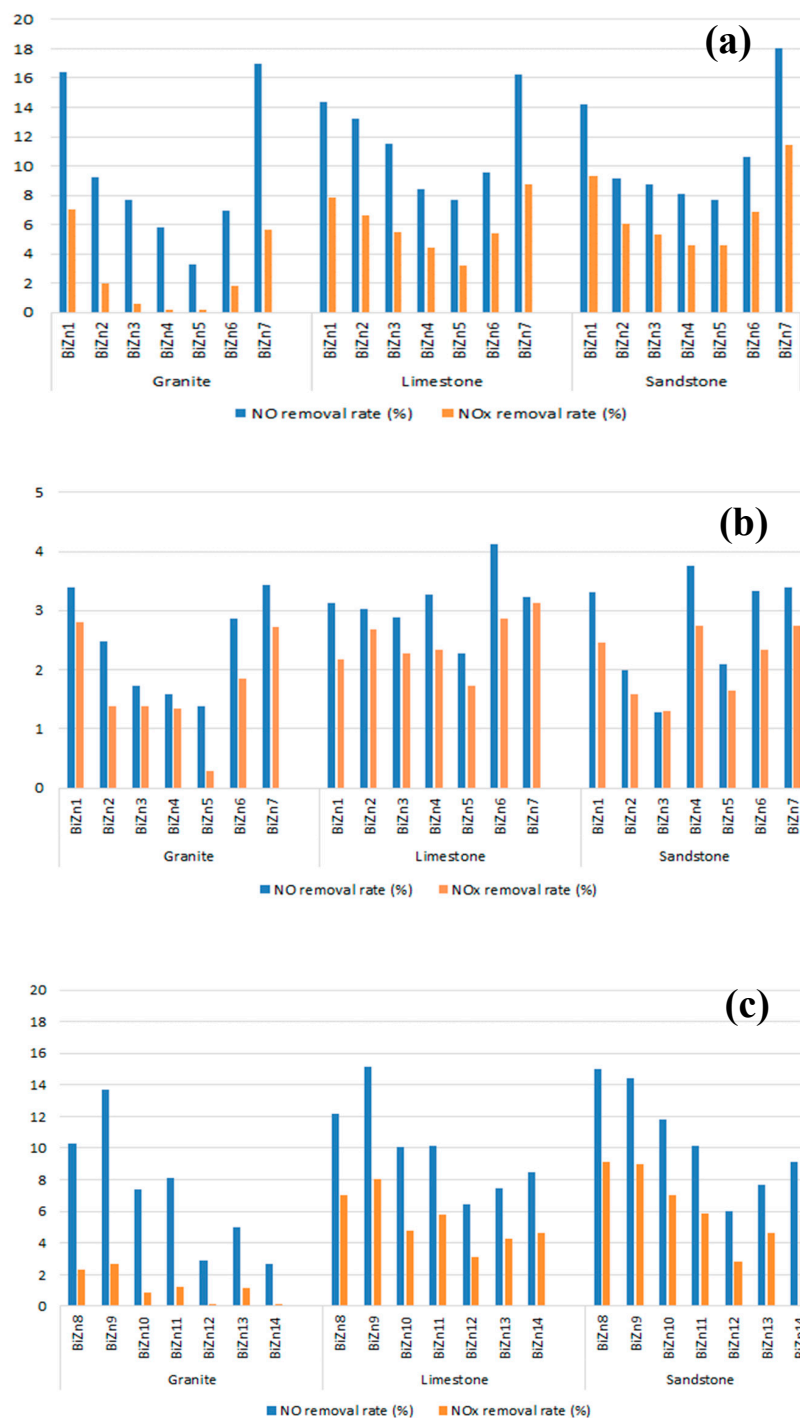 (a)
20
18
16
14
12
10
8
6
4
2
0
BiZn1 BiZn2 BiZn3 BiZn4 BiZn5 BiZn6 BiZn7 BiZn1 BiZn2 BiZn3 BiZn4 BiZn5 BiZn6 BiZn7 BiZn1 BiZn2 BiZn3 BiZn4 BiZn5 BiZn6 BiZn7
Granite Limestone Sandstone
NO removal rate (%) NOx removal rate (%)
(b)
5
4
3
2
1
0
BiZn1 BiZn2 BiZn3 BiZn4 BiZn5 BiZn6 BiZn7 BiZn1 BiZn2 BiZn3 BiZn4 BiZn5 BiZn6 BiZn7 BiZn1 BiZn2 BiZn3 BiZn4 BiZn5 BiZn6 BiZn7
Granite Limestone Sandstone
NO removal rate (%) NOx removal rate (%)
(c)
20
18
16
14
12
10
8
6
4
2
0
BiZn8 BiZn9 BiZn10 BiZn11 BiZn12 BiZn13 BiZn14 BiZn8 BiZn9 BiZn10 BiZn11 BiZn12 BiZn13 BiZn14 BiZn8 BiZn9 BiZn10 BiZn11 BiZn12 BiZn13 BiZn14
Granite Limestone Sandstone
NO removal rate (%) NOx removal rate (%)